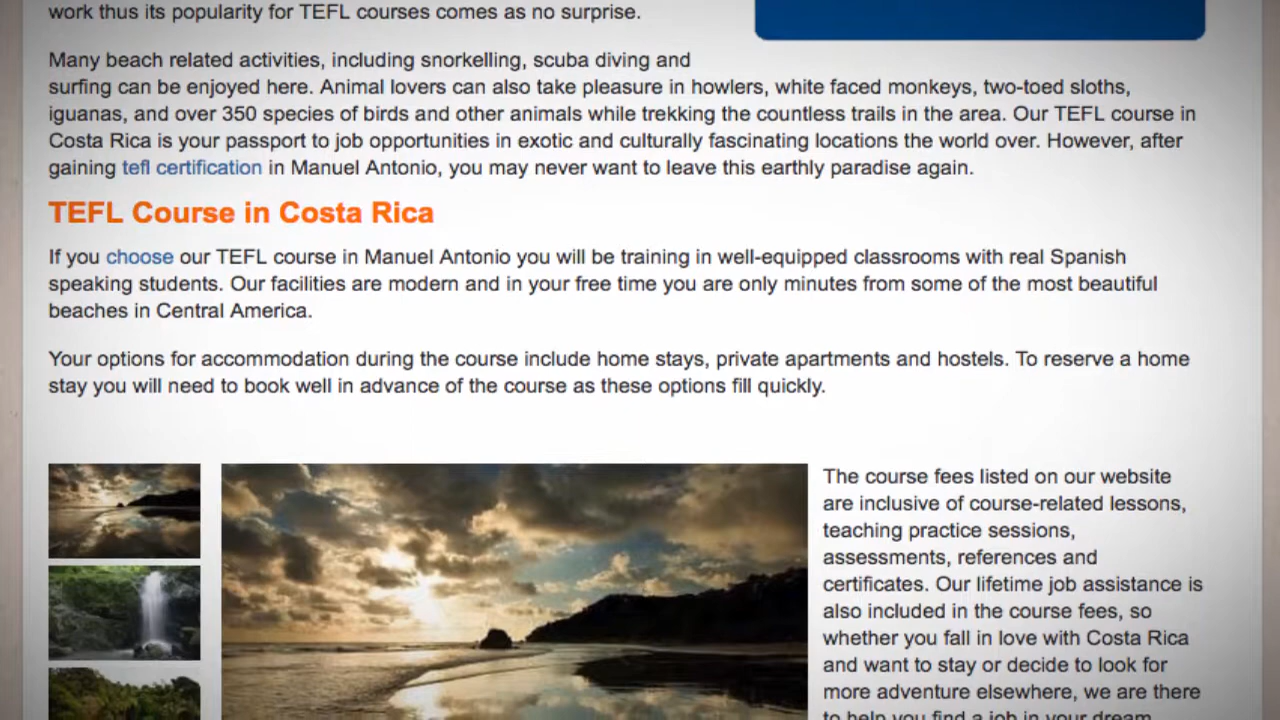 work thus its popularity for TEFL courses comes as no surprise.
Many beach related activities, including snorkelling, scuba diving and
surfing can be enjoyed here. Animal lovers can also take pleasure in howlers, white faced monkeys, two-toed sloths,
iguanas, and over 350 species of birds and other animals while trekking the countless trails in the area. Our TEFL course in
Costa Rica is your passport to job opportunities in exotic and culturally fascinating locations the world over. However, after
gaining tefl certification in Manuel Antonio, you may never want to leave this earthly paradise again.
TEFL Course in Costa Rica
If you choose our TEFL course in Manuel Antonio you will be training in well-equipped classrooms with real Spanish
speaking students. Our facilities are modern and in your free time you are only minutes from some of the most beautiful
beaches in Central America.
Your options for accommodation during the course include home stays, private apartments and hostels. To reserve a home
stay you will need to book well in advance of the course as these options fill quickly.
The course fees listed on our website
are inclusive of course-related lessons,
teaching practice sessions,
assessments, references and
certificates. Our lifetime job assistance is
also included in the course fees, so
whether you fall in love with Costa Rica
and want to stay or decide to look for
more adventure elsewhere, we are there
to help you find a job in your dream